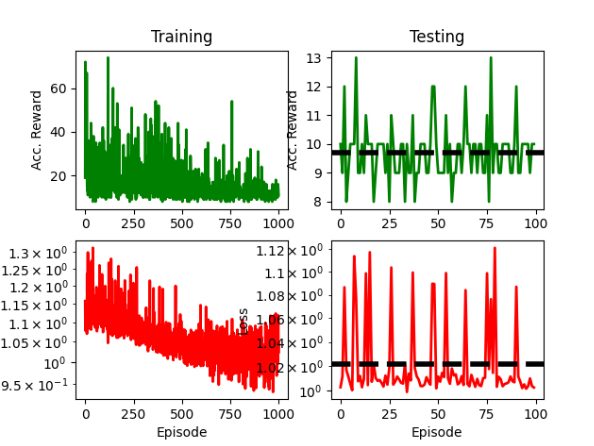 Training
Testing
Acc. Reward
60
40
20
0
250
500
750
1000
Acc. Reward
13
12
11
10
9
8
0
25
50
75
100
1.3 × 10⁰
1.25 × 10⁰
1.2 × 10⁰
1.15 × 10⁰
1.1 × 10⁰
1.05 × 10⁰
10⁰
9.5 × 10⁻¹
0
250
500
750
1000
Episode
Loss
1.12 × 10⁰
1.1 × 10⁰
1.08 × 10⁰
1.06 × 10⁰
1.04 × 10⁰
1.02 × 10⁰
10⁰
0
25
50
75
100
Episode